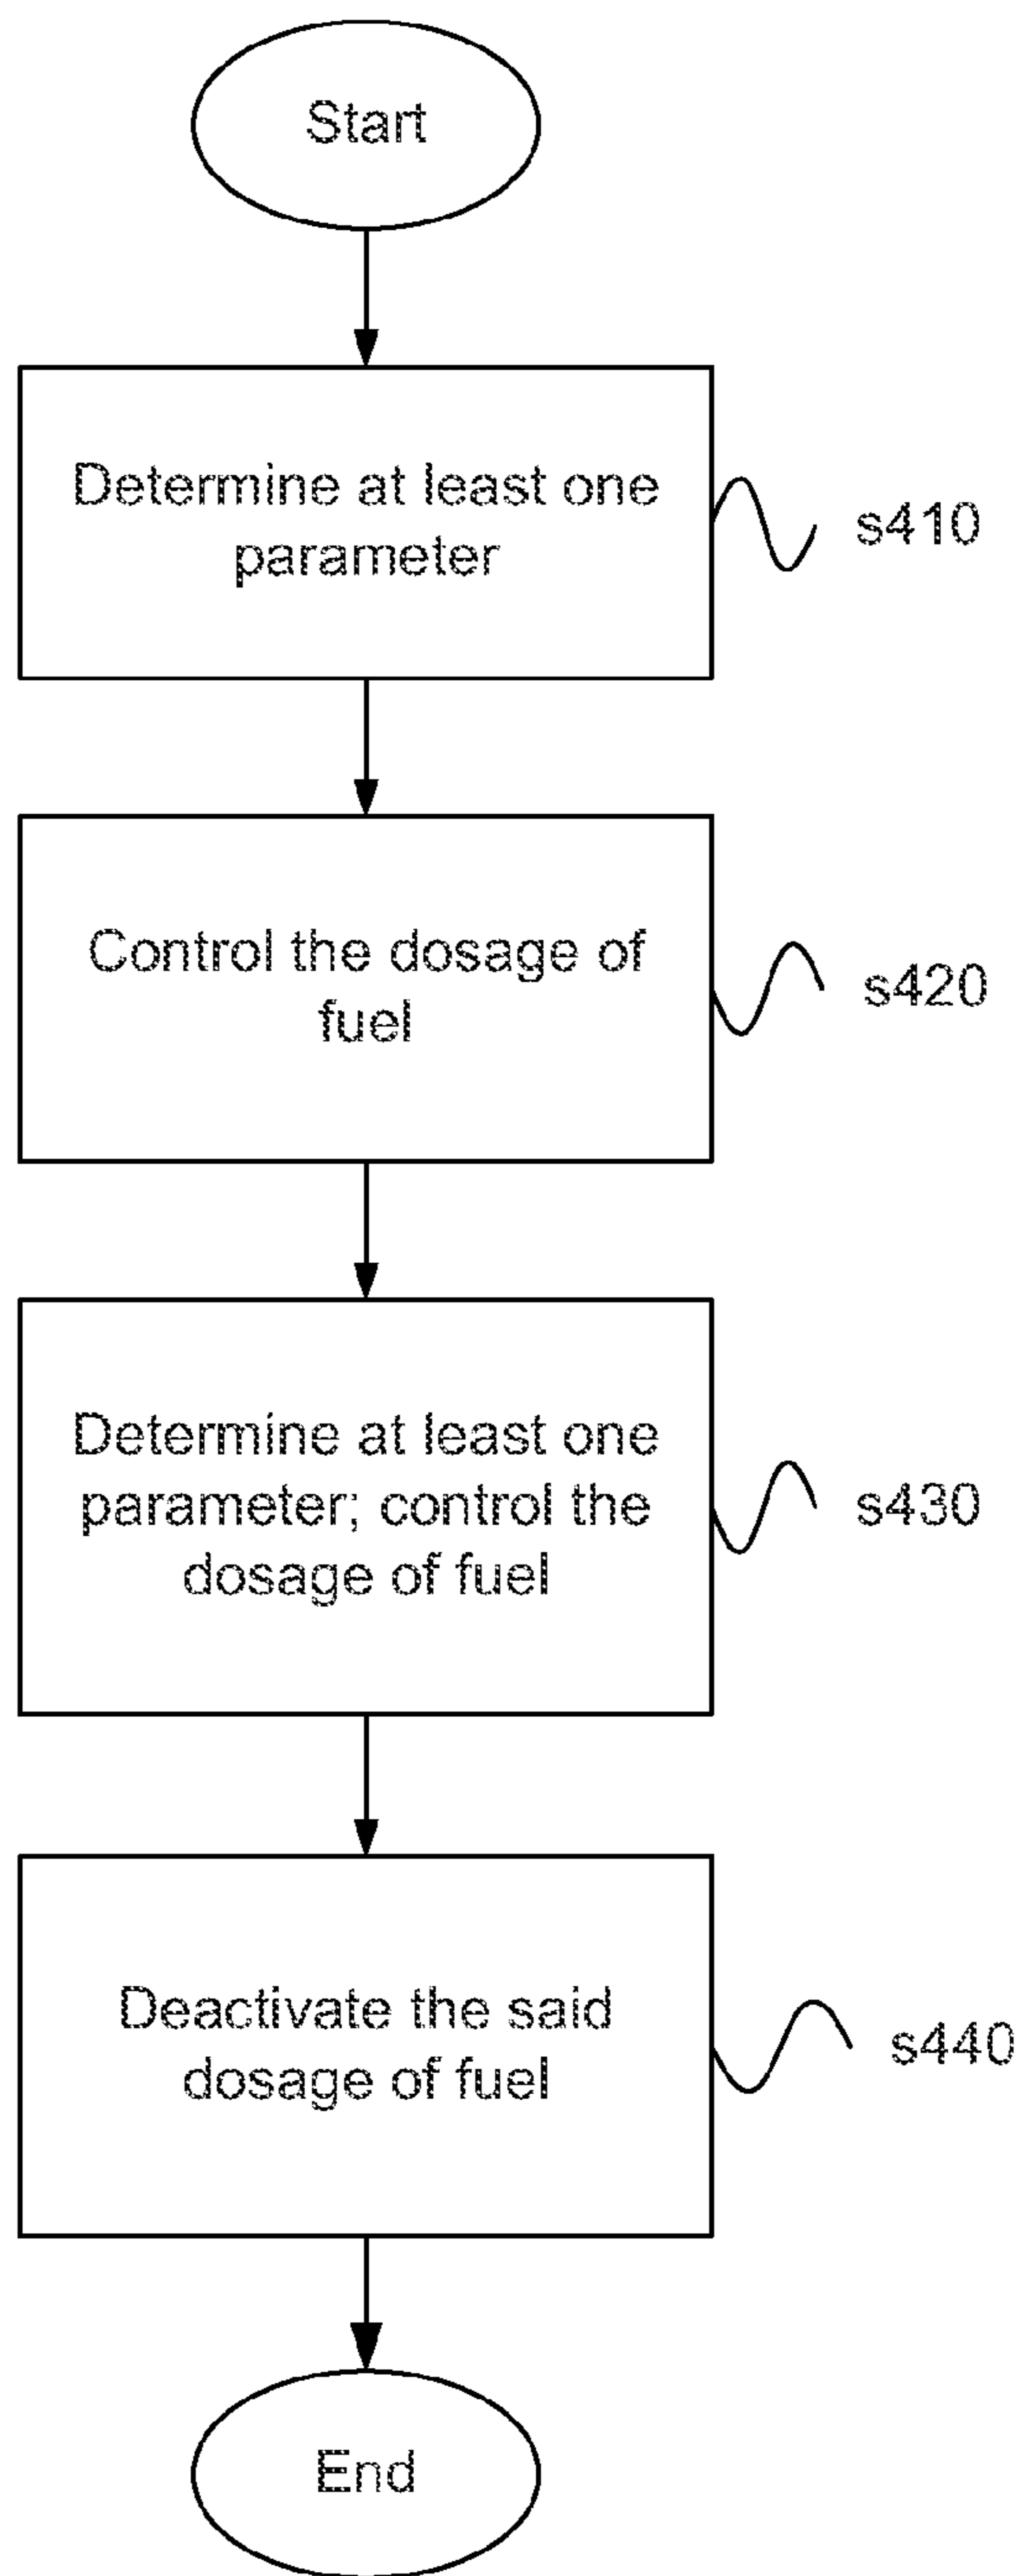 Start
Determine at least one
parameter
s410
Control the dosage of
fuel
s420
Determine at least one
parameter; control the
dosage of fuel
s430
Deactivate the said
dosage of fuel
s440
End